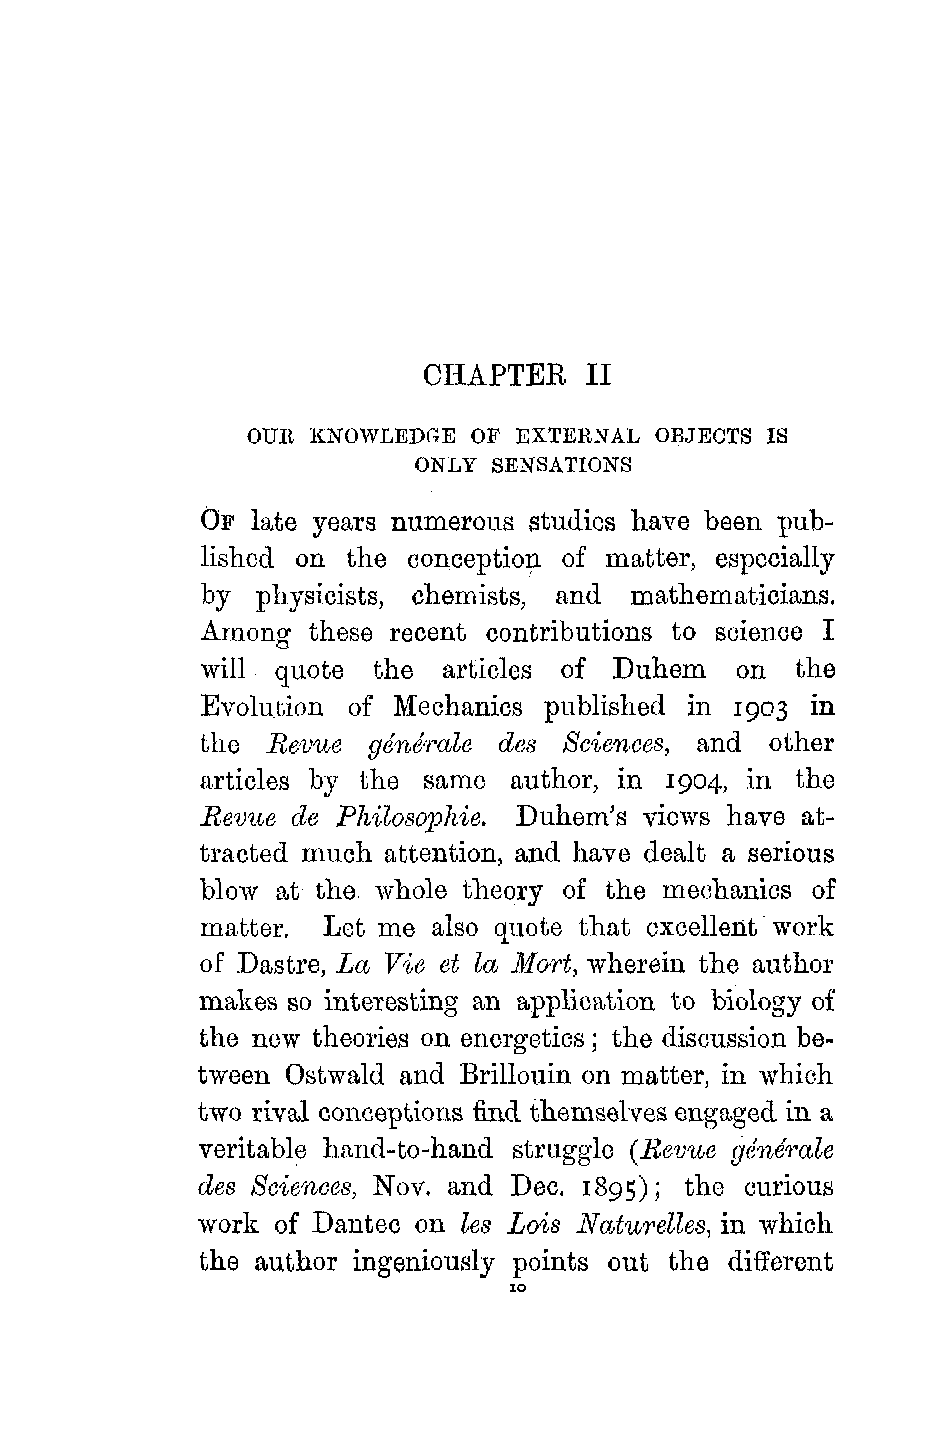 CHAPTER II
OUR KNOWLEDGE OF EXTERNAL OBJECTS IS
ONLY SENSATIONS
OF late years numerous studies have been pub-
lished on the conception of matter, especially
by physicists, chemists, and mathematicians.
Among these recent contributions to science I
will quote the articles of Duhem on the
Evolution of Mechanics published in 1903 in
the Revue générale des Sciences, and other
articles by the same author, in 1904, in the
Revue de Philosophie. Duhem's views have at-
tracted much attention, and have dealt a serious
blow at the whole theory of the mechanics of
matter. Let me also quote that excellent work
of Dastre, La Vie et la Mort, wherein the author
makes so interesting an application to biology of
the new theories on energetics; the discussion be-
tween Ostwald and Brillouin on matter, in which
two rival conceptions find themselves engaged in a
veritable hand-to-hand struggle (Revue générale
des Sciences, Nov. and Dec. 1895); the curious
work of Dantec on les Lois Naturelles, in which
the author ingeniously points out the different
10